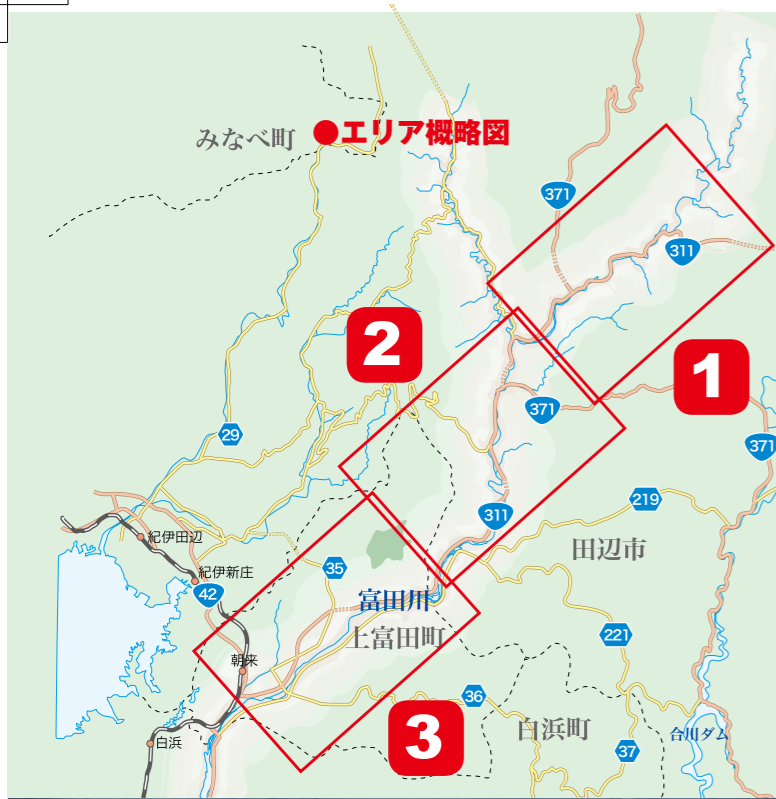 みなべ町
●エリア概略図
371
311
2
1
371
29
371
311
219
紀伊田辺
田辺市
紀伊新庄
35
42
富田川
上富田町
221
朝来
36
3
白浜町
合川ダム
白浜
37